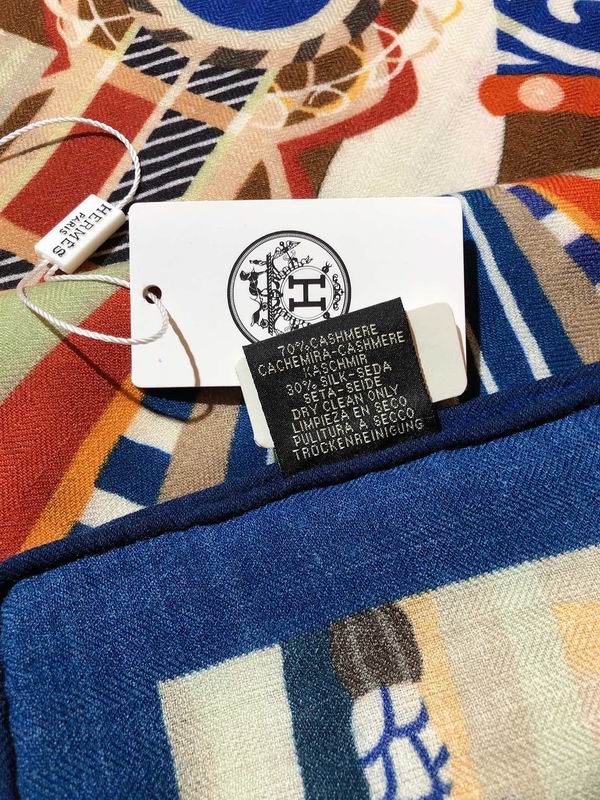 HERMÈS
PARIS
H
70%CASHMERE
CACHEMIRA-CASHMERE
KASCHMIR
30% SILK-SEDA
SETA-SEIDE
DRY CLEAN ONLY
LIMPIEZA EN SECO
PULITURA A SECCO
TROCKENREINIGUNG